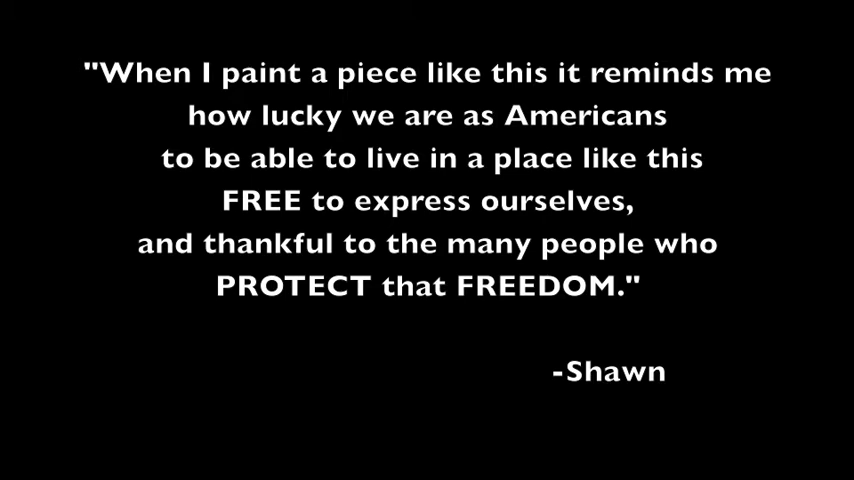 "When I paint a piece like this it reminds me
how lucky we are as Americans
to be able to live in a place like this
FREE to express ourselves,
and thankful to the many people who
PROTECT that FREEDOM."
-Shawn